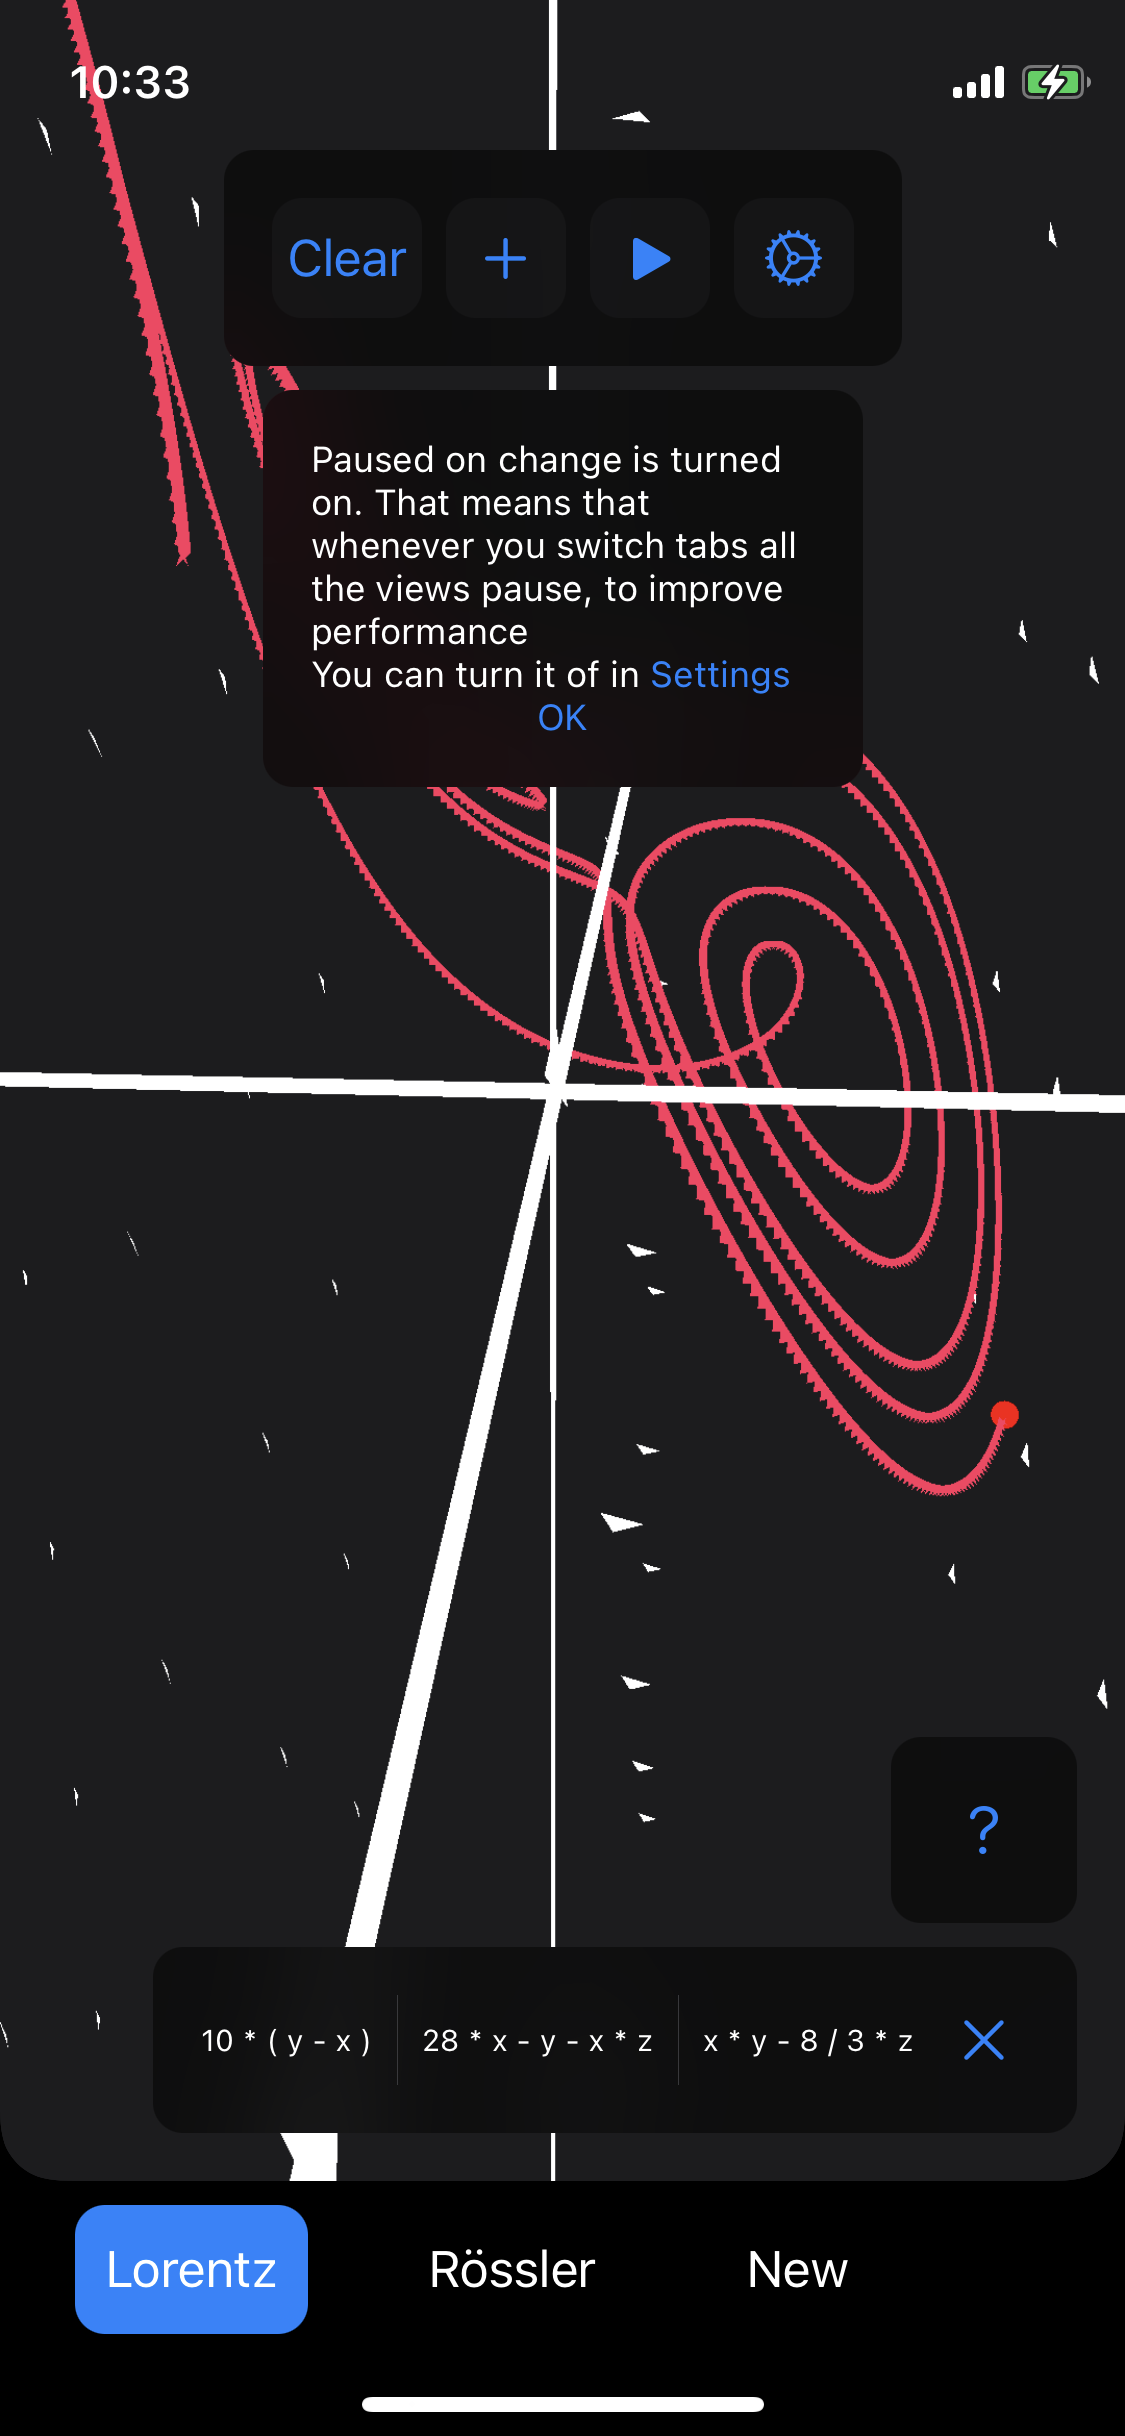 10:33
Clear
Paused on change is turned
on. That means that
whenever you switch tabs all
the views pause, to improve
performance
You can turn it of in Settings
OK
?
10 * ( y - x )
28 * x - y - x * z
x * y - 8 / 3 * z
Lorentz
Rössler
New